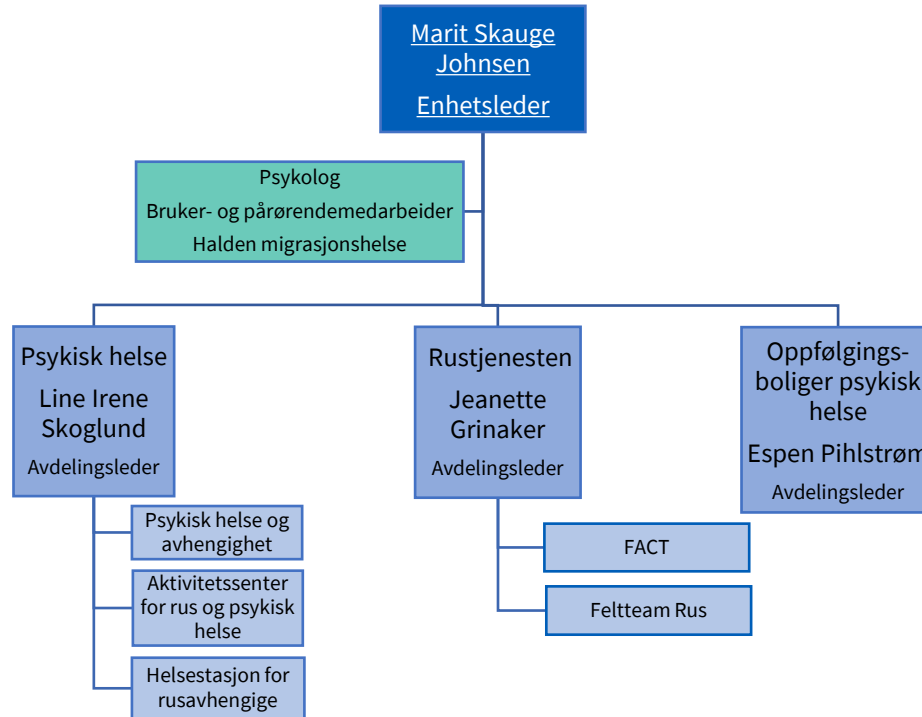 Marit Skauge
Johnsen
Enhetsleder
Psykolog
Bruker- og pårørendemedarbeider
Halden migrasjonshelse
Psykisk helse
Line Irene
Skoglund
Avdelingsleder
Rustjenesten
Jeanette
Grinaker
Avdelingsleder
Oppfølgings-
boliger psykisk
helse
Espen Pihlstrøm
Avdelingsleder
Psykisk helse og
avhengighet
Aktivitetssenter
for rus og psykisk
helse
Helsestasjon for
rusavhengige
FACT
Feltteam Rus